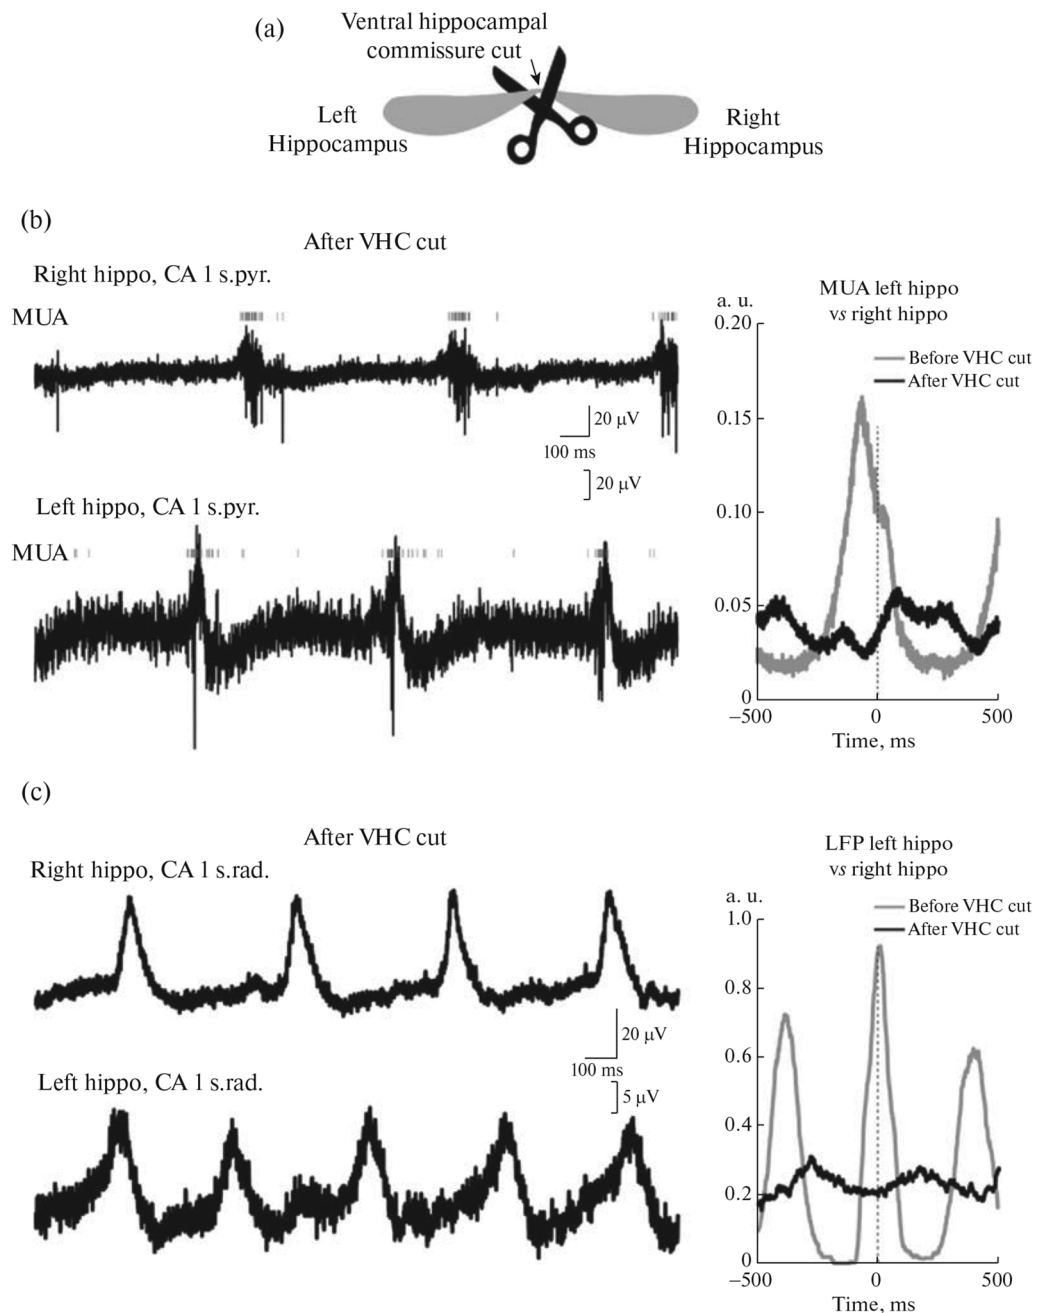 (a)
Ventral hippocampal
commissure cut
Left
Hippocampus
Right
Hippocampus
(b)
After VHC cut
Right hippo, CA 1 s.pyr.
MUA
20 µV
100 ms
20 µV
Left hippo, CA 1 s.pyr.
MUA
MUA left hippo
vs right hippo
a. u.
0.20
Before VHC cut
After VHC cut
0.15
0.10
0.05
0
–500
0
500
Time, ms
(c)
After VHC cut
Right hippo, CA 1 s.rad.
20 µV
100 ms
5 µV
Left hippo, CA 1 s.rad.
LFP left hippo
vs right hippo
a. u.
1.0
Before VHC cut
After VHC cut
0.8
0.6
0.4
0.2
0
–500
0
500
Time, ms